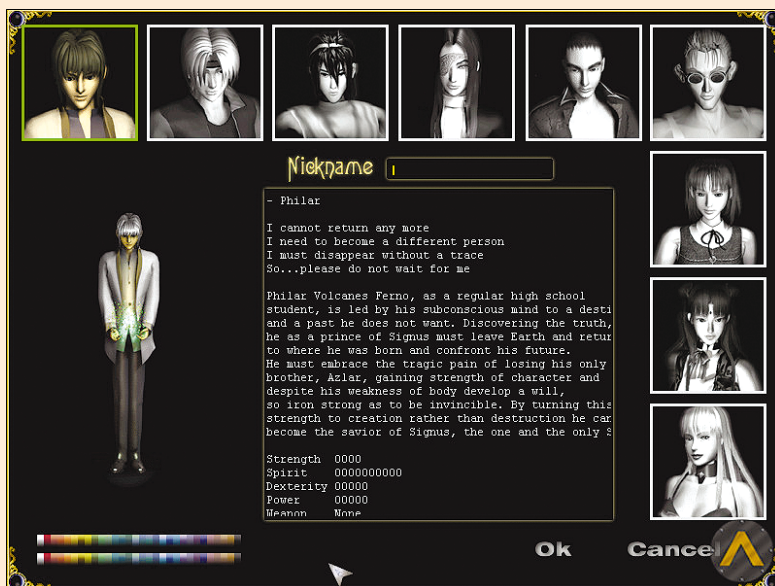 Nickname
- Philar
I cannot return any more
I need to become a different person
I must disappear without a trace
So...please do not wait for me
Philar Volcanes Ferno, as a regular high school
student, is led by his subconscious mind to a desti
and a past he does not want. Discovering the truth,
he as a prince of Signus must leave Earth and retur
to where he was born and confront his future.
He must embrace the tragic pain of losing his only
brother, Azlar, gaining strength of character and
despite his weakness of body develop a will,
so iron strong as to be invincible. By turning this
strength to creation rather than destruction he can
become the savior of Signus, the one and the only S
Strength 0000
Spirit 0000000000
Dexterity 00000
Power 00000
Weapon None
Ok Cancel